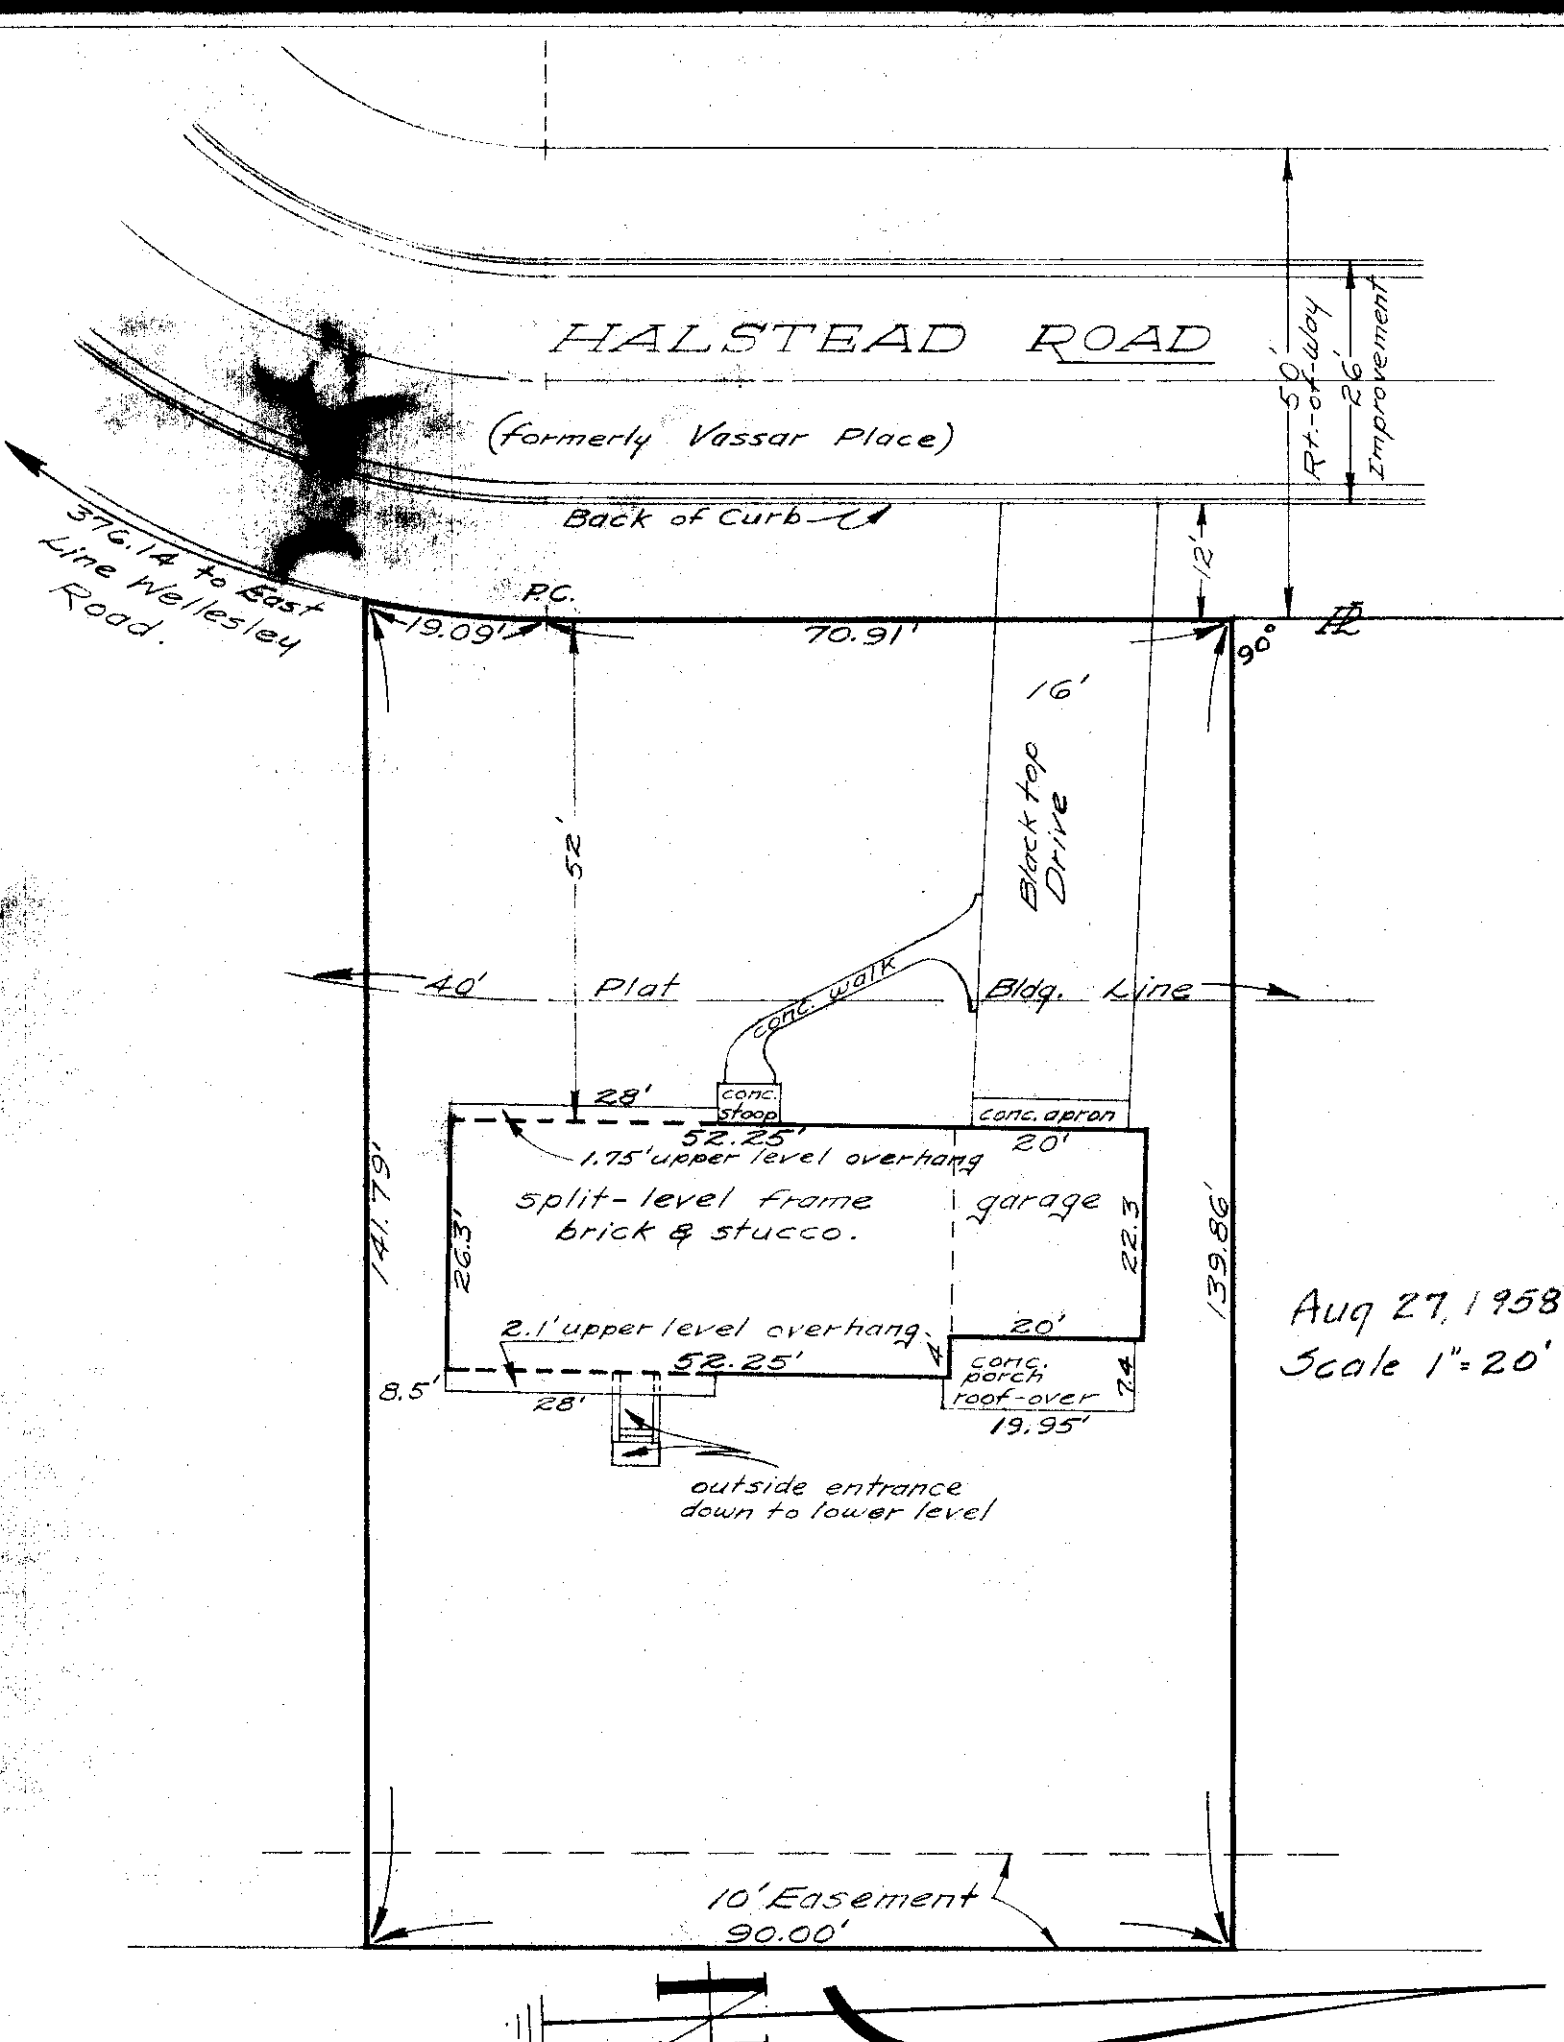 HALSTEAD ROAD
(formerly Vassar Place)
50'
Rt.-of-Way
26'
Improvement
Back of Curb
12'
376.14 to East
Line Wellesley
Road.
P.C.
19.09'
70.91'
90°
PL
16'
Black top
Drive
52'
conc. walk
40' Plat Bldg. Line
28'
conc.
stoop
conc. apron
52.25'
20'
1.75' upper level overhang
split-level frame
brick & stucco.
garage
141.79'
26.3'
22.3
139.86'
Aug 27, 1958
Scale 1"=20'
2.1' upper level overhang
20'
4'
52.25'
conc.
porch
roof-over
7.4
8.5'
28'
19.95'
outside entrance
down to lower level
10' Easement
90.00'